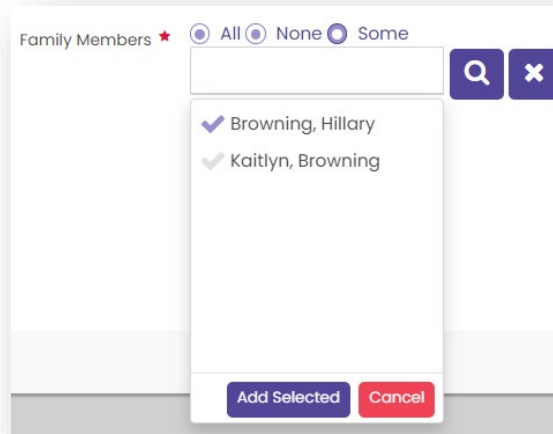 Family Members * All None Some
Browning, Hillary
Kaitlyn, Browning
Add Selected Cancel